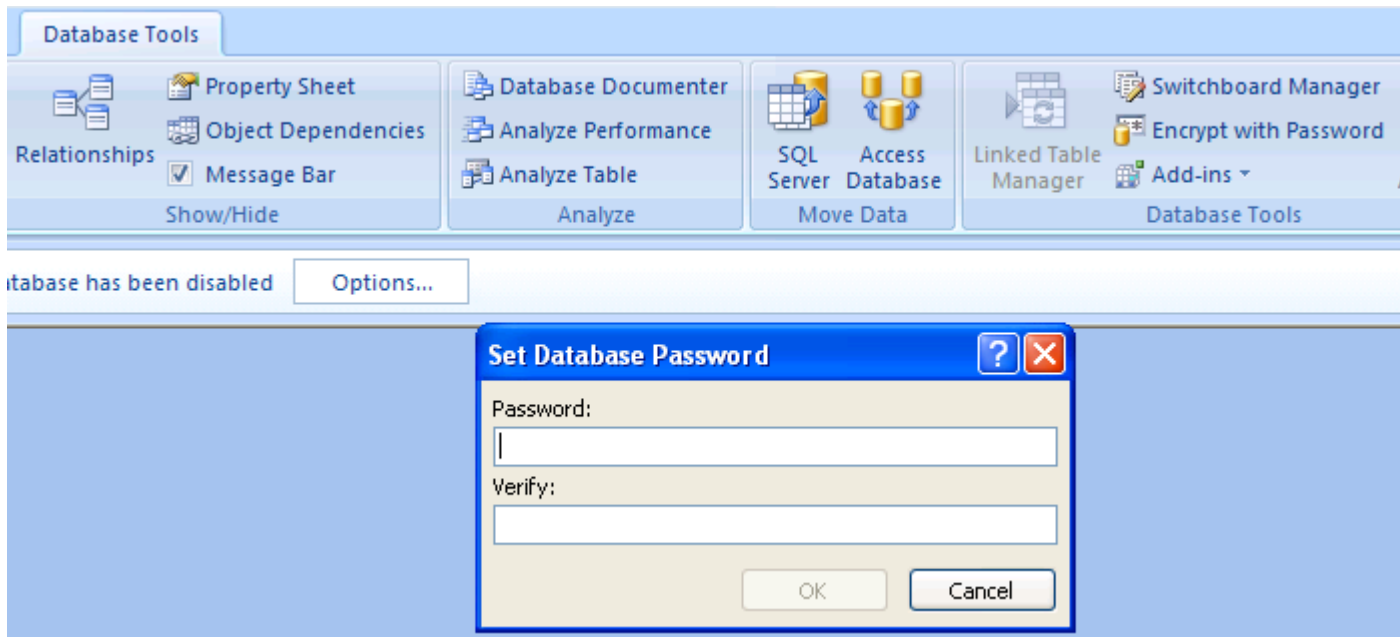 Database Tools
Relationships
Property Sheet
Object Dependencies
Message Bar
Show/Hide
Database Documenter
Analyze Performance
Analyze Table
Analyze
SQL
Server
Access
Database
Move Data
Linked Table
Manager
Switchboard Manager
Encrypt with Password
Add-ins
Database Tools
atabase has been disabled
Options...
Set Database Password
Password:
Verify:
OK
Cancel